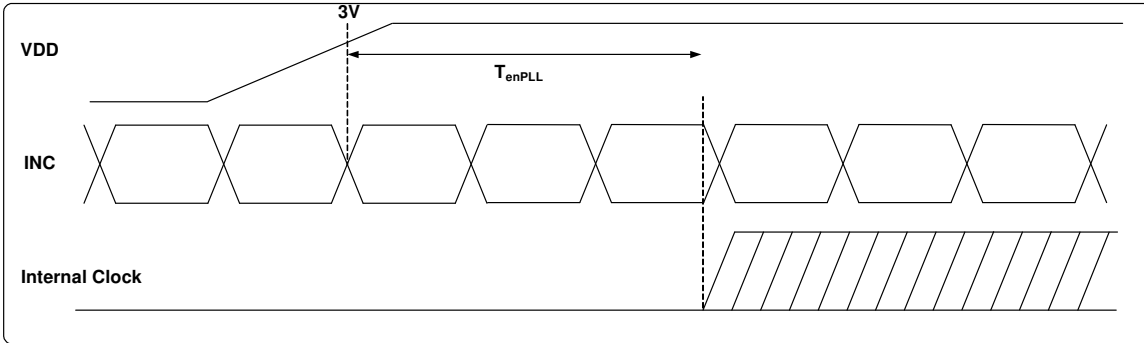 3V
VDD
TenPLL
INC
Internal Clock